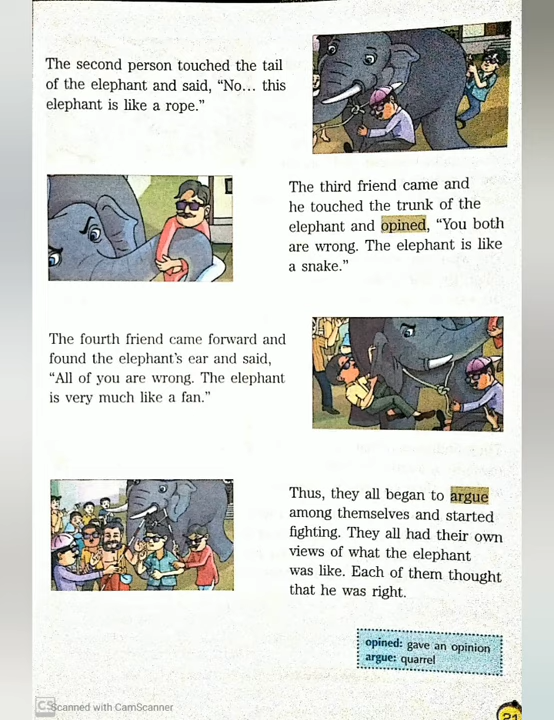 The second person touched the tail
of the elephant and said, “No... this
elephant is like a rope.”
The third friend came and
he touched the trunk of the
elephant and opined, “You both
are wrong. The elephant is like
a snake.”
The fourth friend came forward and
found the elephant’s ear and said,
“All of you are wrong. The elephant
is very much like a fan.”
Thus, they all began to argue
among themselves and started
fighting. They all had their own
views of what the elephant
was like. Each of them thought
that he was right.
opined: gave an opinion
argue: quarrel
CS Scanned with CamScanner